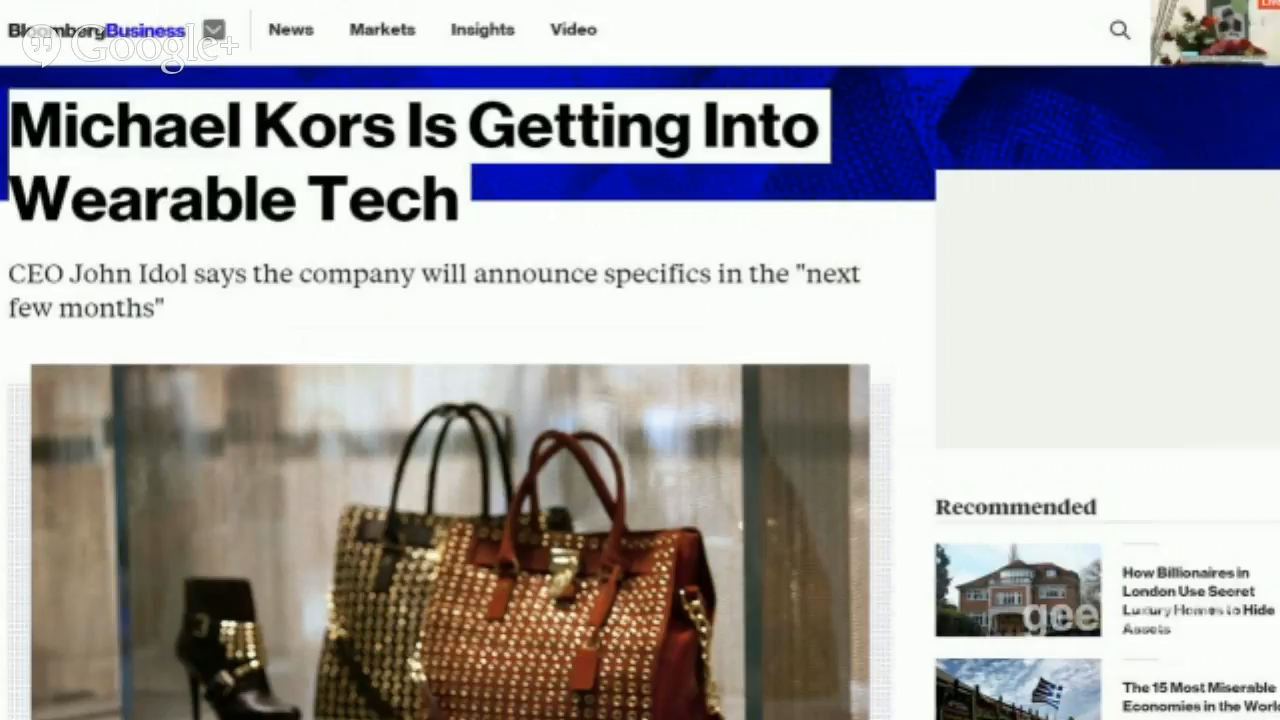 BloombergBusiness
News
Markets
Insights
Video
Google+
Michael Kors Is Getting Into
Wearable Tech
CEO John Idol says the company will announce specifics in the "next
few months"
Recommended
How Billionaires in
London Use Secret
Luxury Homes to Hide
Assets
gee
The 15 Most Miserable
Economies in the World